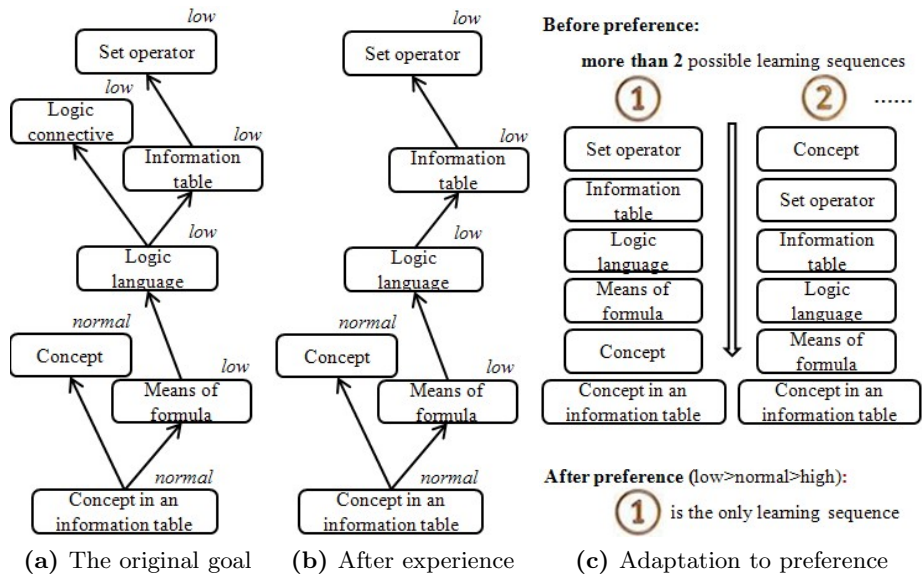 low
Set operator
low
Logic
connective
low
Information
table
low
Logic
language
normal
Concept
low
Means of
formula
normal
Concept in an
information table
(a) The original goal
low
Set operator
low
Information
table
low
Logic
language
normal
Concept
low
Means of
formula
normal
Concept in an
information table
(b) After experience
Before preference:
more than 2 possible learning sequences
1
Set operator
Information
table
Logic
language
Means of
formula
Concept
Concept in an
information table
2
......
Concept
Set operator
Information
table
Logic
language
Means of
formula
Concept in an
information table
After preference (low>normal>high):
1 is the only learning sequence
(c) Adaptation to preference